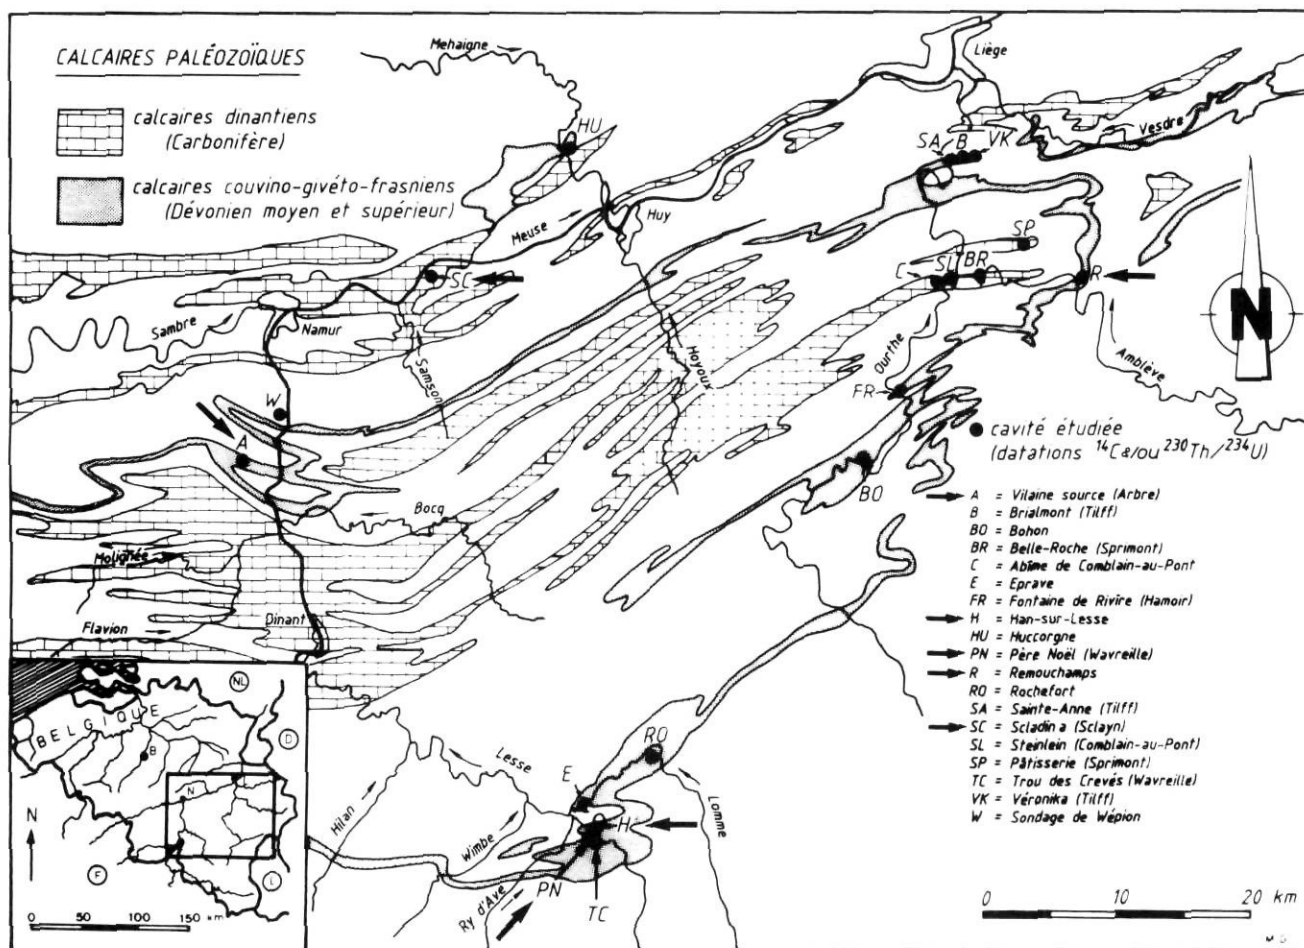 CALCAIRES PALÉOZOÏQUES
calcaires dinantiens
(Carbonifère)
calcaires couvino-givéto-frasniens
(Dévonien moyen et supérieur)
Mehaigne
Liège
HU
Vesdre
SA
B
VK
Meuse
Huy
SP
SC
C
SL
BR
R
Sambre
Namur
Samson
Hoyoux
Ourthe
Amblève
N
W
A
FR
BO
Bocq
Molignée
Flavion
Dinant
cavité étudiée
(datations ¹⁴C &/ou ²³⁰Th/²³⁴U)
A = Vilaine source (Arbre)
B = Brialmont (Tilff)
BO = Bohon
BR = Belle-Roche (Sprimont)
C = Abîme de Comblain-au-Pont
E = Eprave
FR = Fontaine de Rivîre (Hamoir)
H = Han-sur-Lesse
HU = Huccorgne
PN = Père Noël (Wavreille)
R = Remouchamps
RO = Rochefort
SA = Sainte-Anne (Tilff)
SC = Scladina (Sclayn)
SL = Steinlein (Comblain-au-Pont)
SP = Pâtisserie (Sprimont)
TC = Trou des Crevés (Wavreille)
VK = Véronika (Tilff)
W = Sondage de Wépion
RO
Lesse
E
H
Hilan
Wimbe
Lomme
PN
Ry d'Ave
TC
BELGIQUE
NL
D
B
N
N
F
L
0 50 100 150 km
0 10 20 km